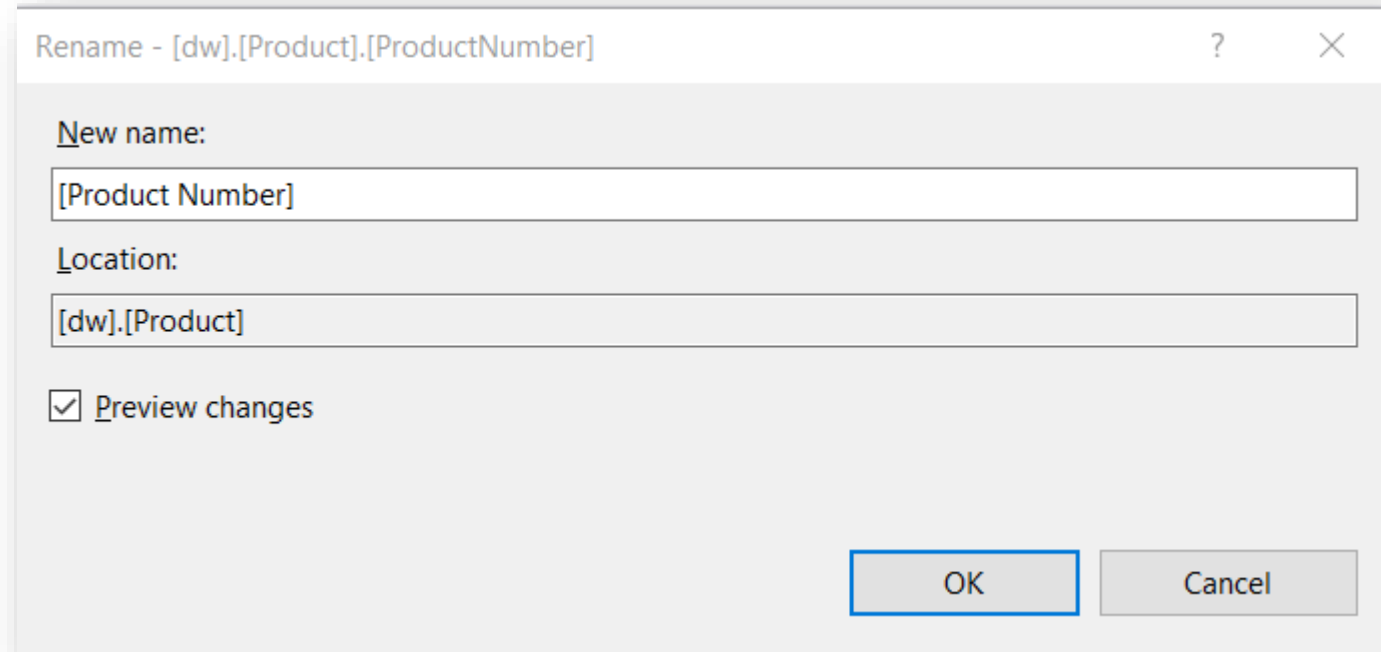 Rename - [dw].[Product].[ProductNumber]
?
New name:
[Product Number]
Location:
[dw].[Product]
Preview changes
OK
Cancel